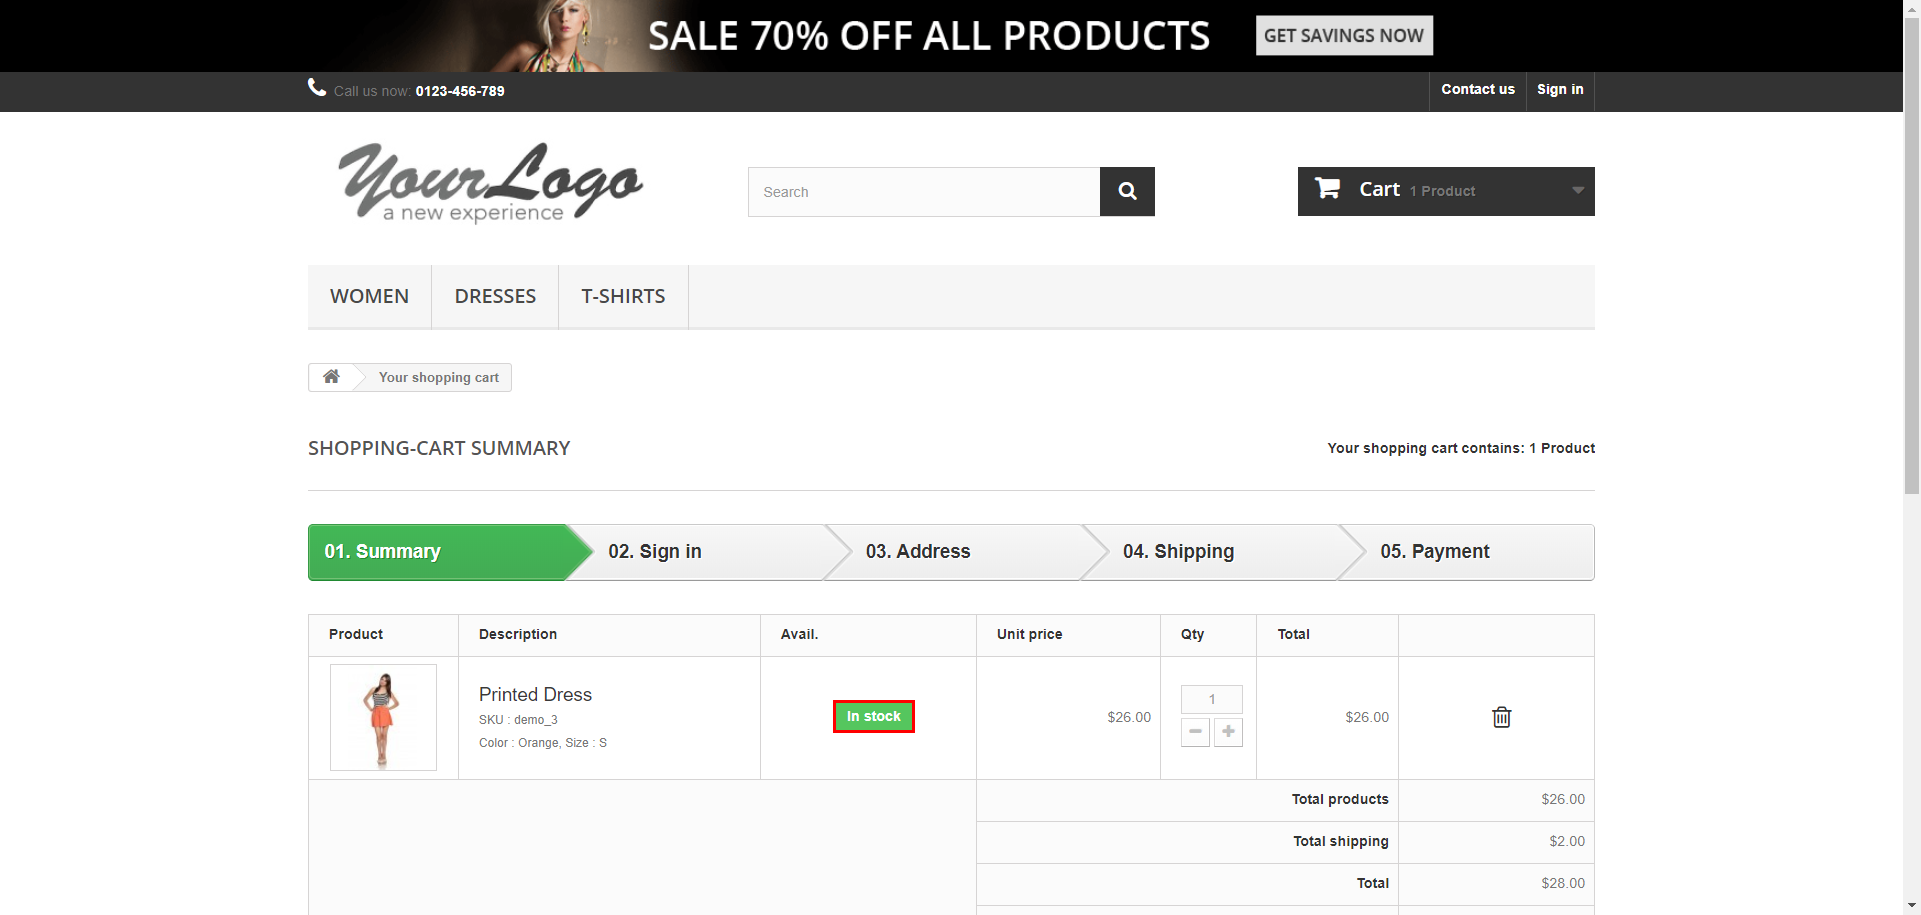 SALE 70% OFF ALL PRODUCTS
GET SAVINGS NOW
Call us now: 0123-456-789
Contact us
Sign in
YourLogo
a new experience
Search
Cart 1 Product
WOMEN
DRESSES
T-SHIRTS
Your shopping cart
SHOPPING-CART SUMMARY
Your shopping cart contains: 1 Product
01. Summary
02. Sign in
03. Address
04. Shipping
05. Payment
Product
Description
Avail.
Unit price
Qty
Total
Printed Dress
SKU : demo_3
Color : Orange, Size : S
In stock
$26.00
1
$26.00
Total products
$26.00
Total shipping
$2.00
Total
$28.00